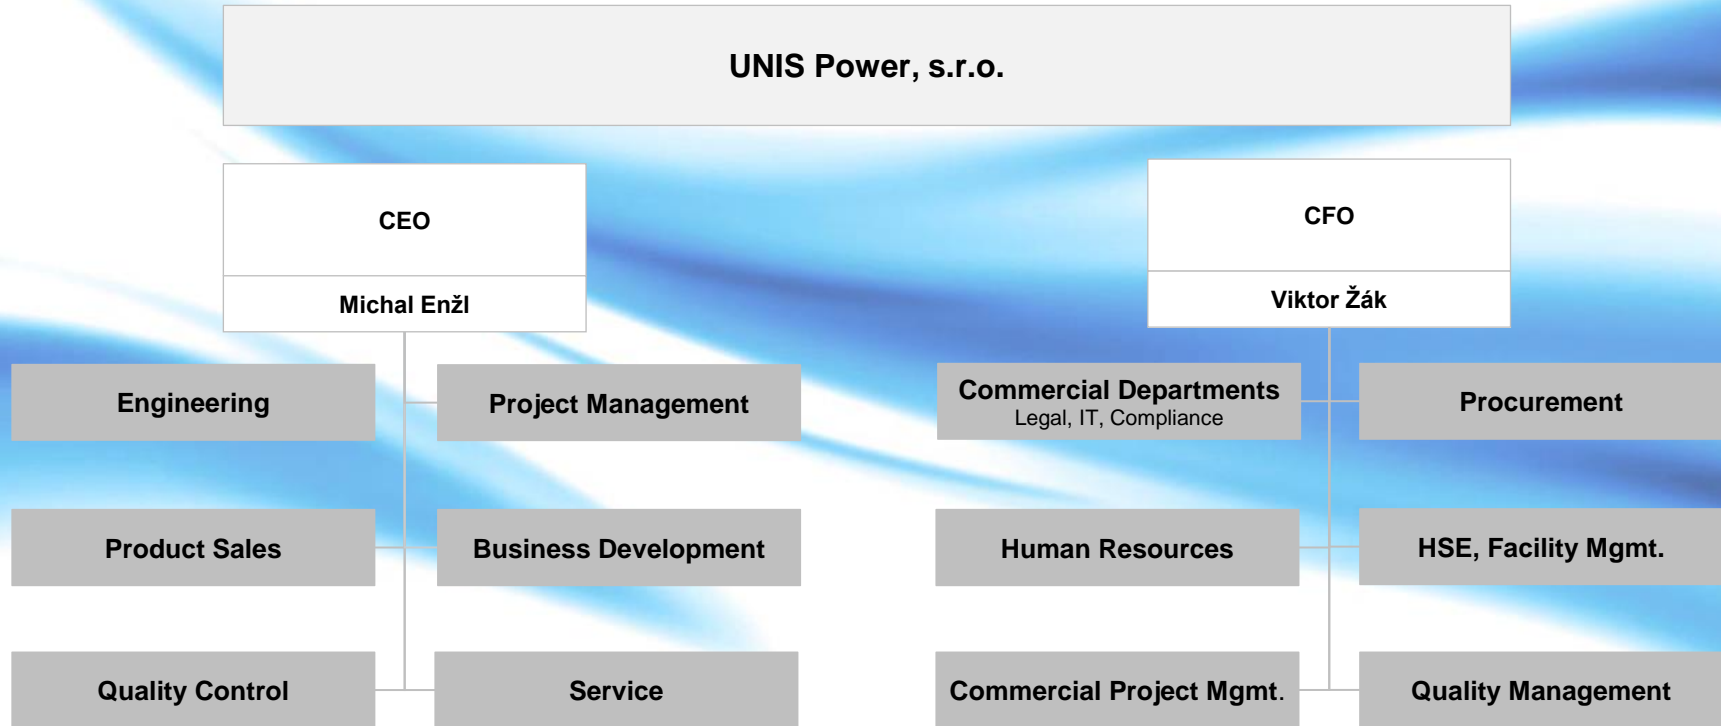 UNIS Power, s.r.o.
CEO
Michal Enžl
CFO
Viktor Žák
Engineering
Project Management
Commercial Departments
Legal, IT, Compliance
Procurement
Product Sales
Business Development
Human Resources
HSE, Facility Mgmt.
Quality Control
Service
Commercial Project Mgmt.
Quality Management